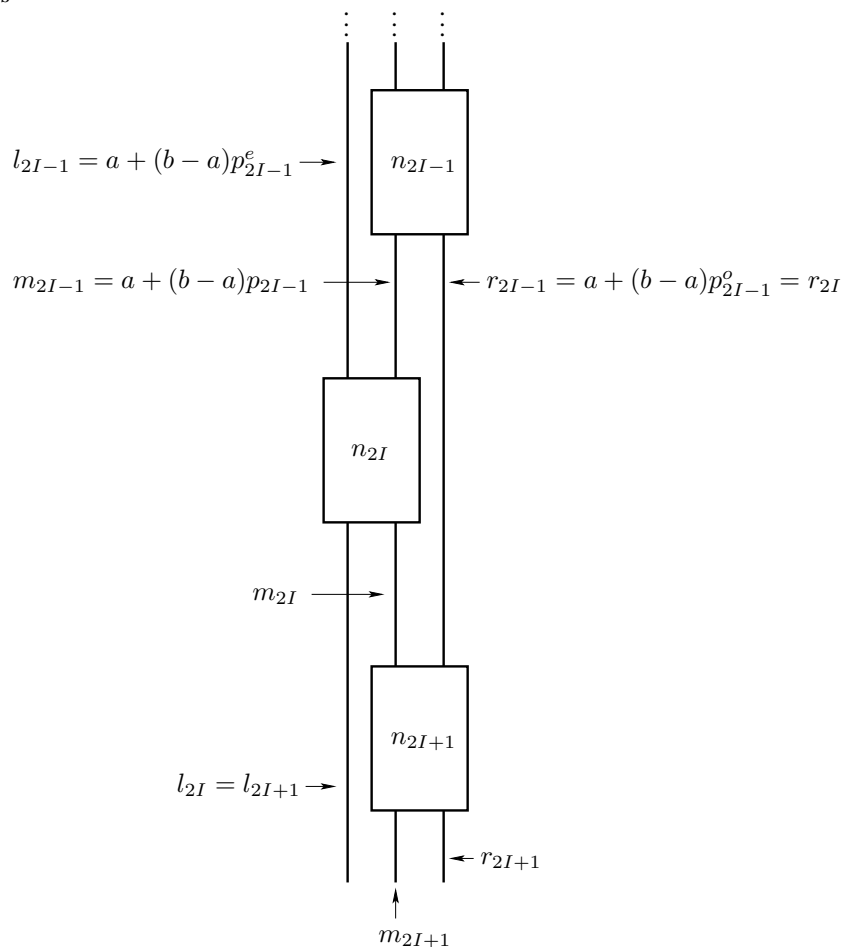 s
⋮ ⋮ ⋮
l_{2I−1} = a + (b − a)p^e_{2I−1}
n_{2I−1}
m_{2I−1} = a + (b − a)p_{2I−1}
r_{2I−1} = a + (b − a)p^o_{2I−1} = r_{2I}
n_{2I}
m_{2I}
n_{2I+1}
l_{2I} = l_{2I+1}
r_{2I+1}
m_{2I+1}